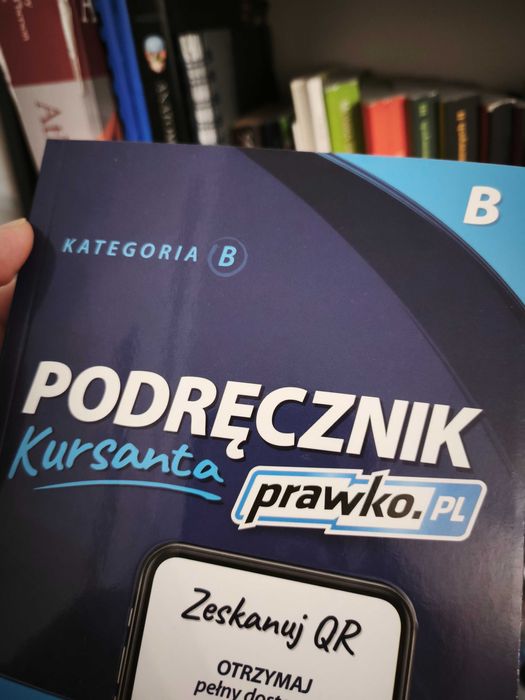 B
KATEGORIA B
PODRĘCZNIK
Kursanta
prawko.PL
Zeskanuj QR
OTRZYMAJ